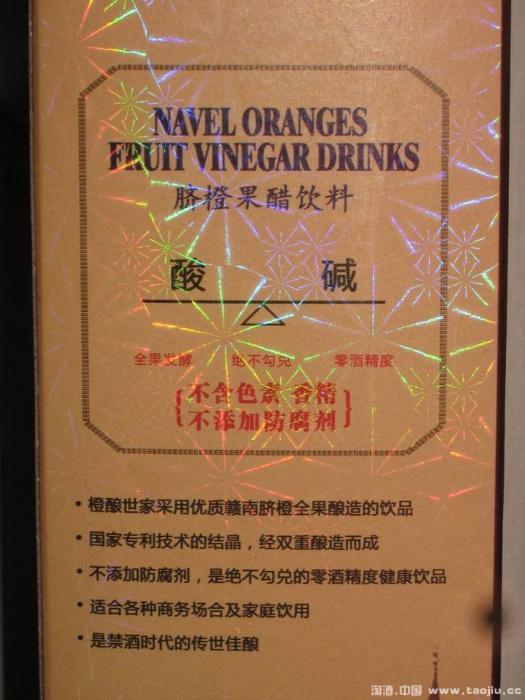 NAVEL ORANGES
FRUIT VINEGAR DRINKS
脐橙果醋饮料
酸 碱
全果发酵 绝不勾兑 零酒精度
不含色素 香精
不添加防腐剂
• 橙酿世家采用优质赣南脐橙全果酿造的饮品
• 国家专利技术的结晶，经双重酿造而成
• 不添加防腐剂，是绝不勾兑的零酒精度健康饮品
• 适合各种商务场合及家庭饮用
• 是禁酒时代的传世佳酿
淘酒.中国 www.taojiu.cc